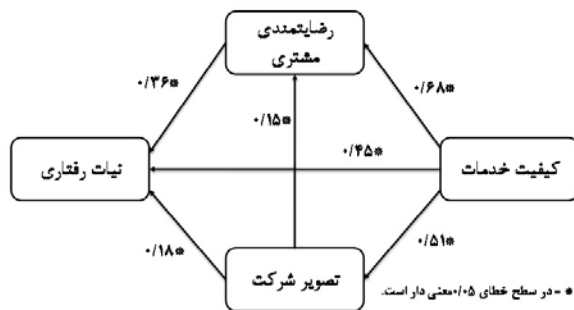 رضایتمندی
مشتری
۰/۳۶*
۰/۶۸*
۰/۱۵*
۰/۴۵*
نیات رفتاری
کیفیت خدمات
۰/۱۸*
۰/۵۱*
تصویر شرکت
* = در سطح خطای ۰/۰۵ معنی دار است.